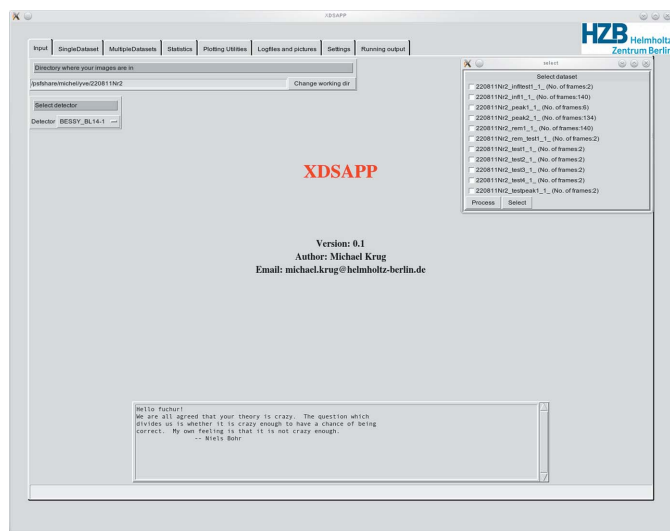 XDSAPP
HZB Helmholtz
Zentrum Berlin
Input SingleDataset MultipleDatasets Statistics Plotting Utilities Logfiles and pictures Settings Running output
Directory where your images are in
/psfshare/michel/yve/220811Nr2 Change working dir
Select detector
Detector BESSY_BL14-1
select
Select dataset
220811Nr2_infltest1_1_ (No. of frames:2)
220811Nr2_infl1_1_ (No. of frames:140)
220811Nr2_peak1_1_ (No. of frames:6)
220811Nr2_peak2_1_ (No. of frames:134)
220811Nr2_rem1_1_ (No. of frames:140)
220811Nr2_rem_test1_1_ (No. of frames:2)
220811Nr2_test1_1_ (No. of frames:2)
220811Nr2_test2_1_ (No. of frames:2)
220811Nr2_test3_1_ (No. of frames:2)
220811Nr2_test4_1_ (No. of frames:2)
220811Nr2_testpeak1_1_ (No. of frames:2)
Process Select
XDSAPP
Version: 0.1
Author: Michael Krug
Email: michael.krug@helmholtz-berlin.de
Hello fuchur!
We are all agreed that your theory is crazy. The question which
divides us is whether it is crazy enough to have a chance of being
correct. My own feeling is that it is not crazy enough.
-- Niels Bohr